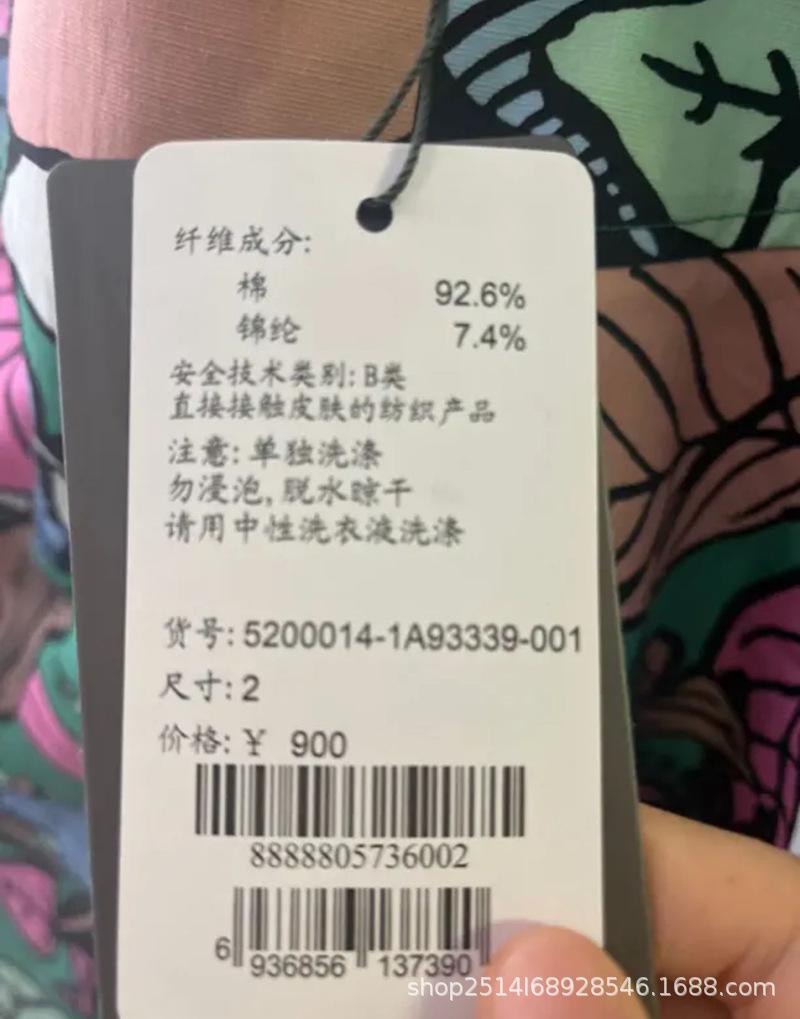 纤维成分:
棉 92.6%
锦纶 7.4%
安全技术类别: B类
直接接触皮肤的纺织产品
注意: 单独洗涤
勿浸泡, 脱水晾干
请用中性洗衣液洗涤
货号: 5200014-1A93339-001
尺寸: 2
价格: ¥ 900
8888805736002
6 936856 137390
shop2514l68928546.1688.com